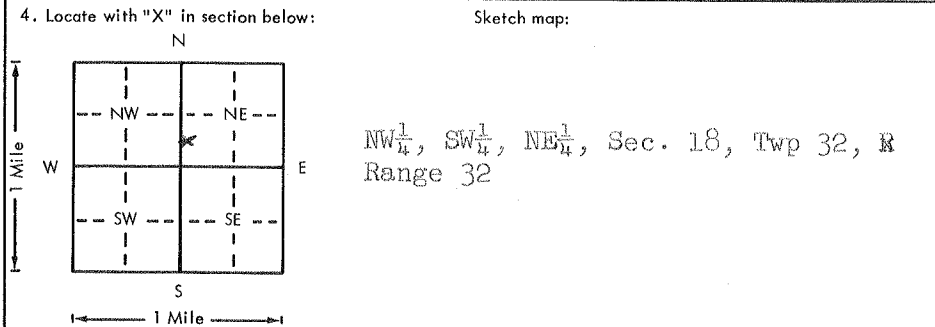 4. Locate with "X" in section below:
Sketch map:
N
NW NE
NW¼, SW¼, NE¼, Sec. 18, Twp 32, R
Range 32
1 Mile
W E
SW SE
S
1 Mile